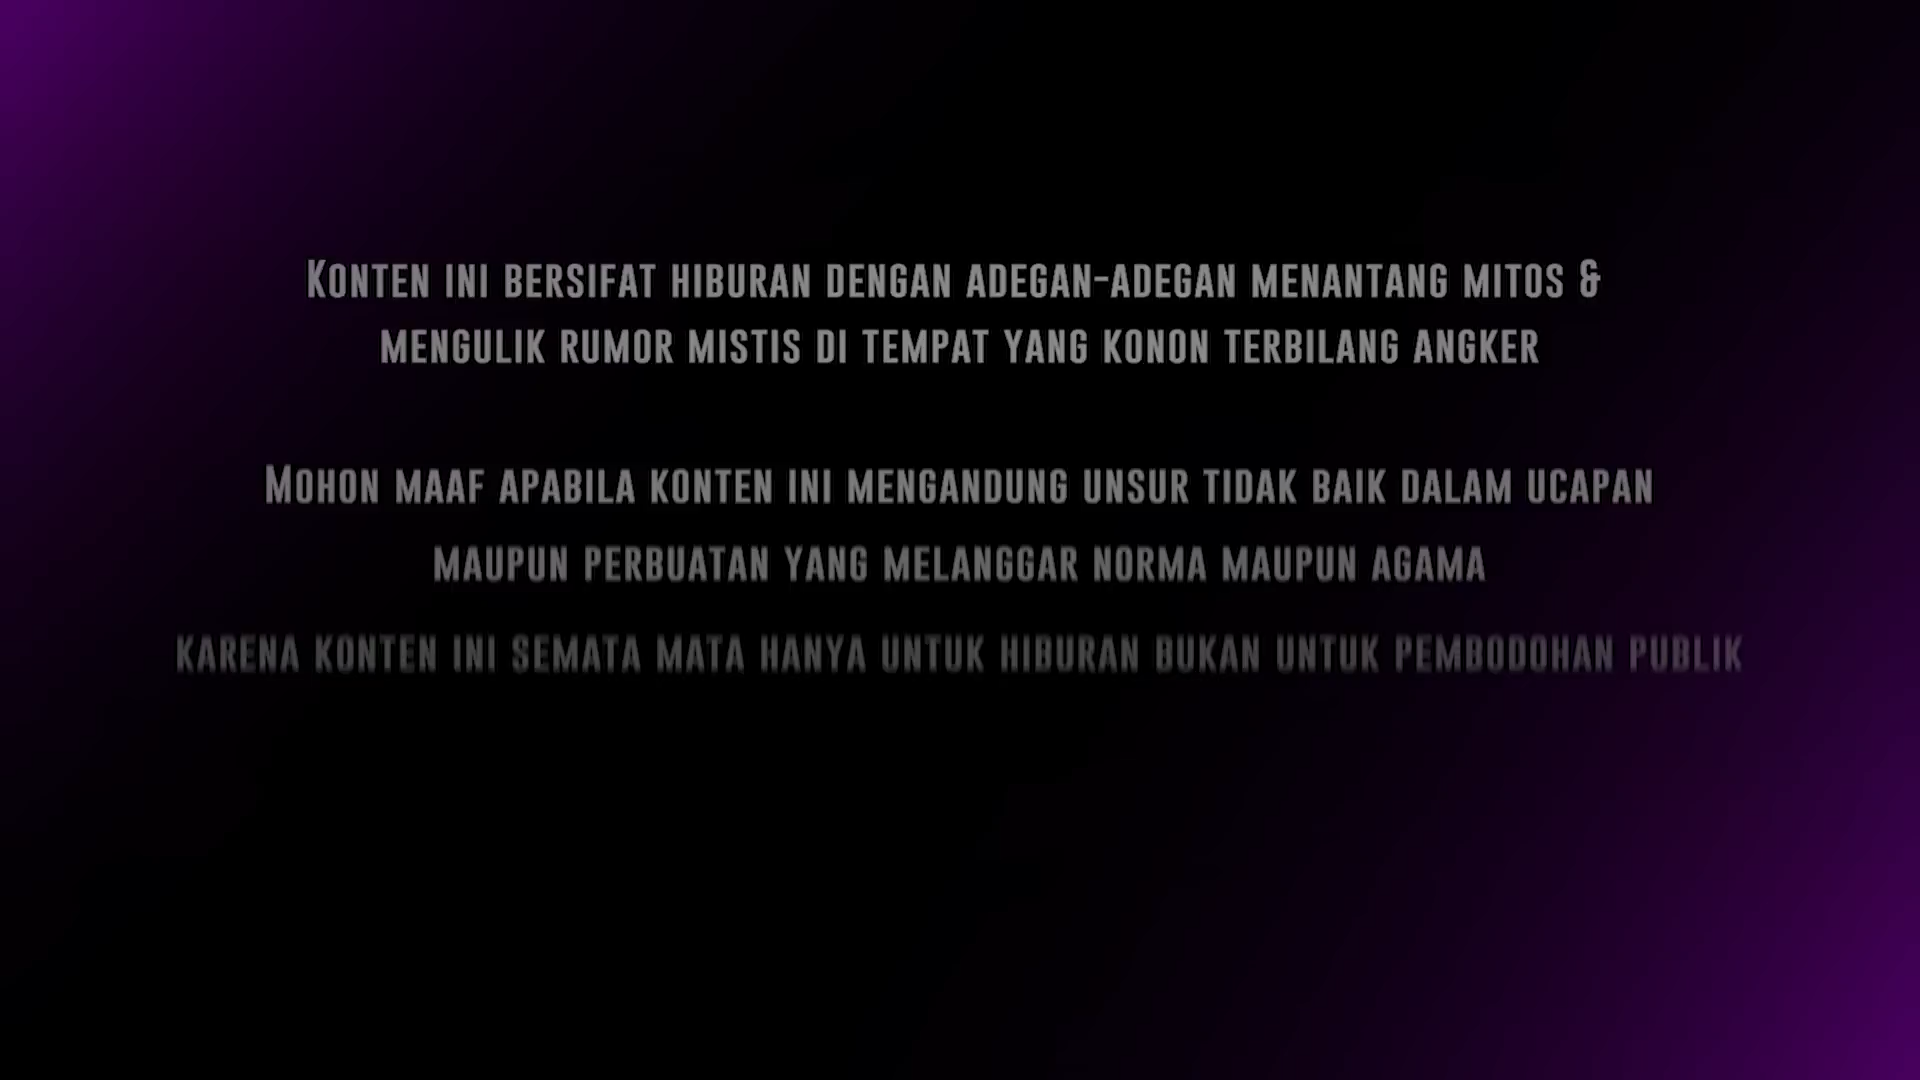 Konten ini bersifat hiburan dengan adegan-adegan menantang mitos &
mengulik rumor mistis di tempat yang konon terbilang angker
Mohon maaf apabila konten ini mengandung unsur tidak baik dalam ucapan
maupun perbuatan yang melanggar norma maupun agama
karena konten ini semata mata hanya untuk hiburan bukan untuk pembodohan publik